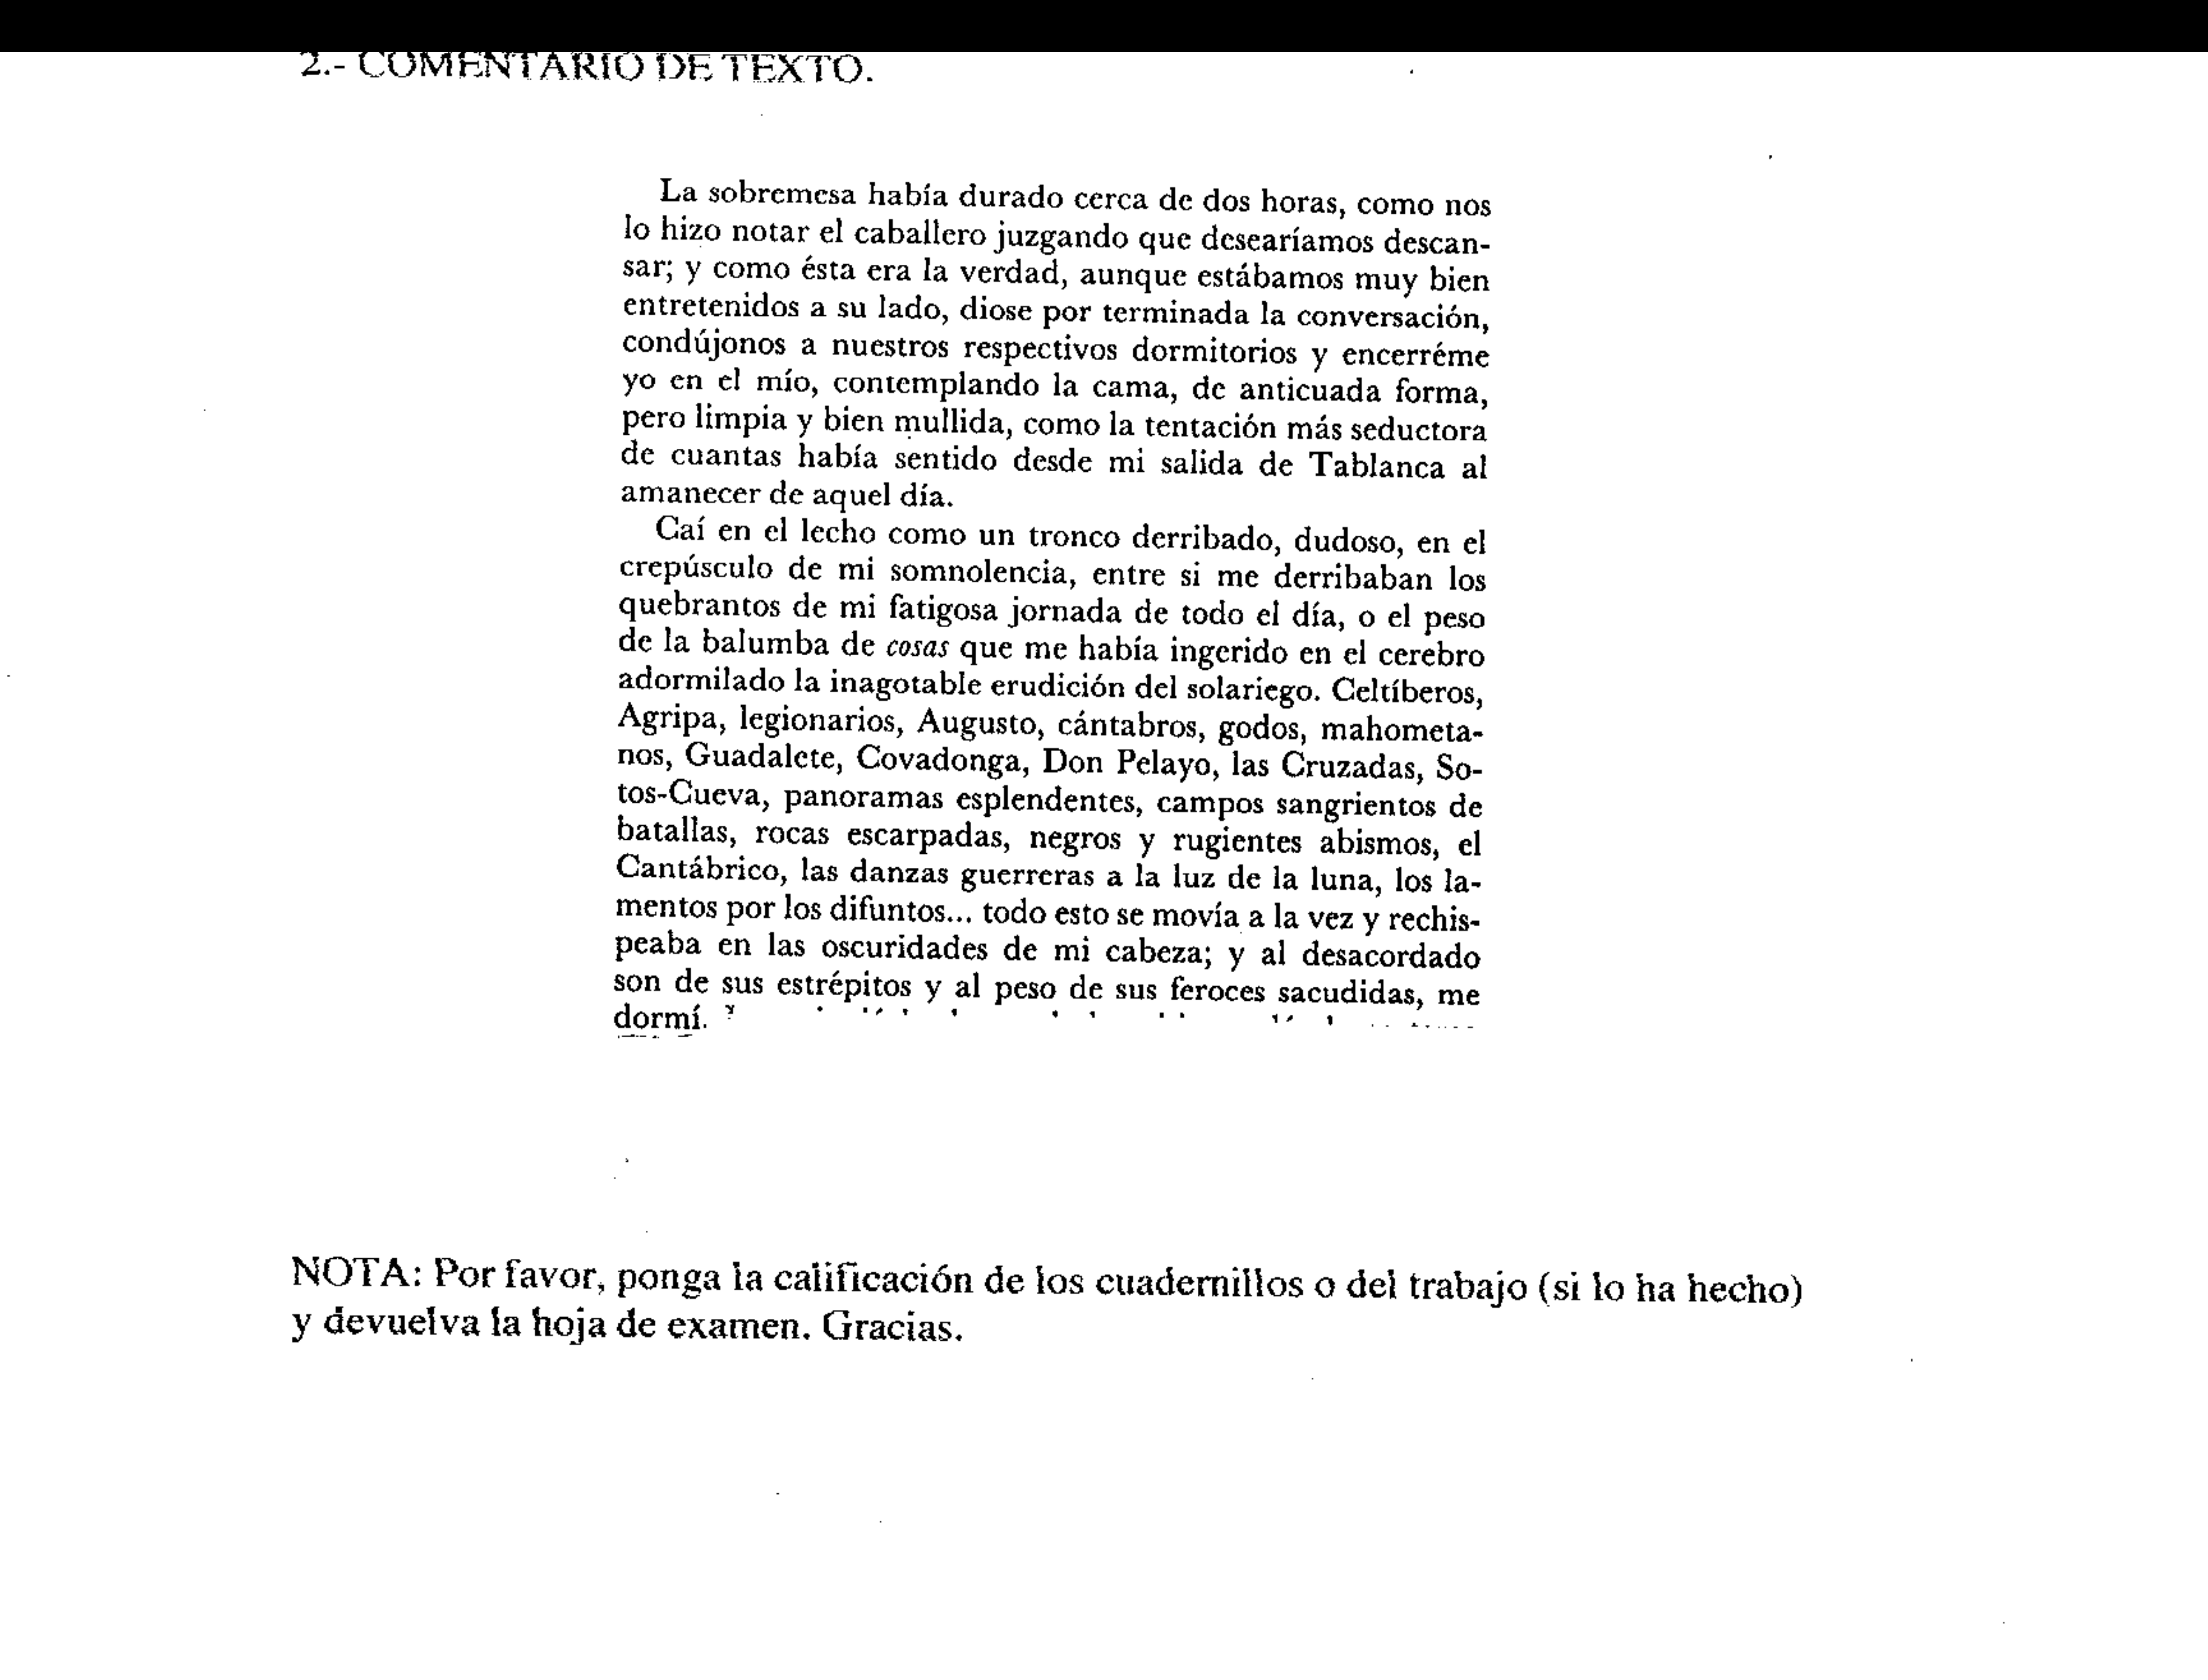 2.- COMENTARIO DE TEXTO.
La sobremesa había durado cerca de dos horas, como nos
lo hizo notar el caballero juzgando que desearíamos descan-
sar; y como ésta era la verdad, aunque estábamos muy bien
entretenidos a su lado, diose por terminada la conversación,
condújonos a nuestros respectivos dormitorios y encerréme
yo en el mío, contemplando la cama, de anticuada forma,
pero limpia y bien mullida, como la tentación más seductora
de cuantas había sentido desde mi salida de Tablanca al
amanecer de aquel día.
Caí en el lecho como un tronco derribado, dudoso, en el
crepúsculo de mi somnolencia, entre si me derribaban los
quebrantos de mi fatigosa jornada de todo el día, o el peso
de la balumba de cosas que me había ingerido en el cerebro
adormilado la inagotable erudición del solariego. Celtíberos,
Agripa, legionarios, Augusto, cántabros, godos, mahometa-
nos, Guadalete, Covadonga, Don Pelayo, las Cruzadas, So-
tos-Cueva, panoramas esplendentes, campos sangrientos de
batallas, rocas escarpadas, negros y rugientes abismos, el
Cantábrico, las danzas guerreras a la luz de la luna, los la-
mentos por los difuntos... todo esto se movía a la vez y rechis-
peaba en las oscuridades de mi cabeza; y al desacordado
son de sus estrépitos y al peso de sus feroces sacudidas, me
dormí.
NOTA: Por favor, ponga la calificación de los cuadernillos o del trabajo (si lo ha hecho)
y devuelva la hoja de examen. Gracias.